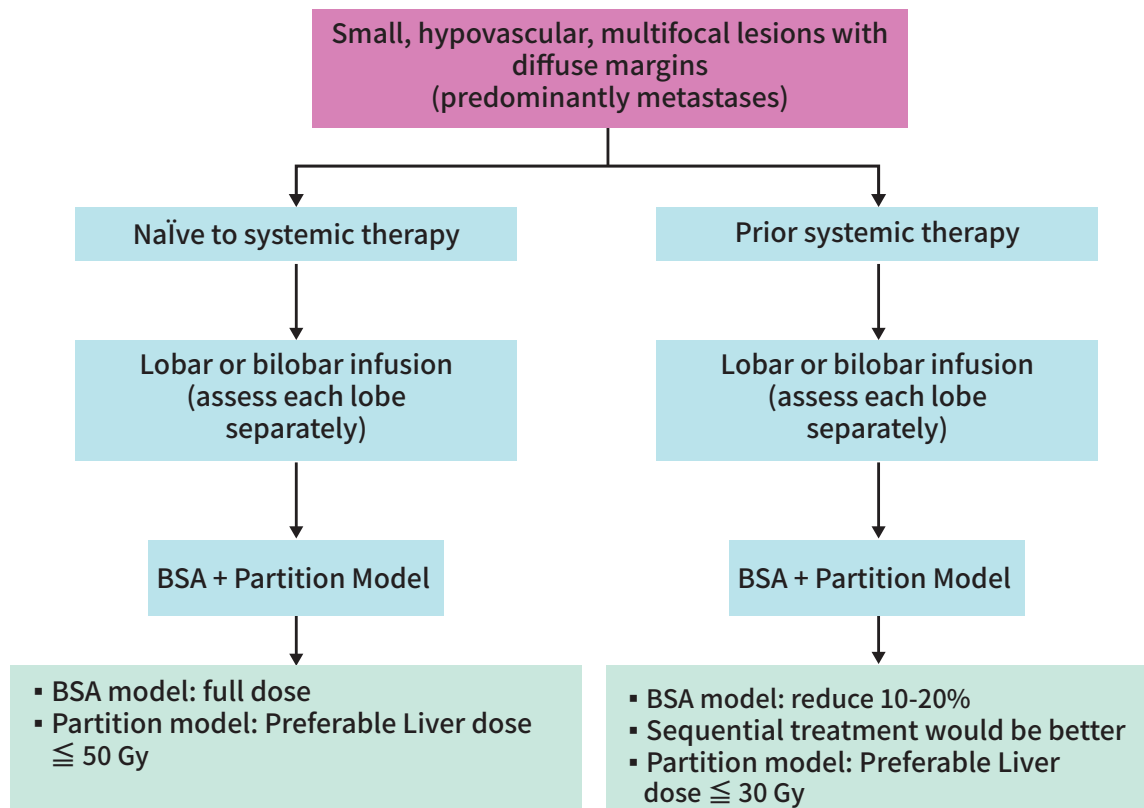 Small, hypovascular, multifocal lesions with
diffuse margins
(predominantly metastases)
NaÏve to systemic therapy
Prior systemic therapy
Lobar or bilobar infusion
(assess each lobe
separately)
Lobar or bilobar infusion
(assess each lobe
separately)
BSA + Partition Model
BSA + Partition Model
▪ BSA model: full dose
▪ Partition model: Preferable Liver dose
≦ 50 Gy
▪ BSA model: reduce 10-20%
▪ Sequential treatment would be better
▪ Partition model: Preferable Liver
dose ≦ 30 Gy